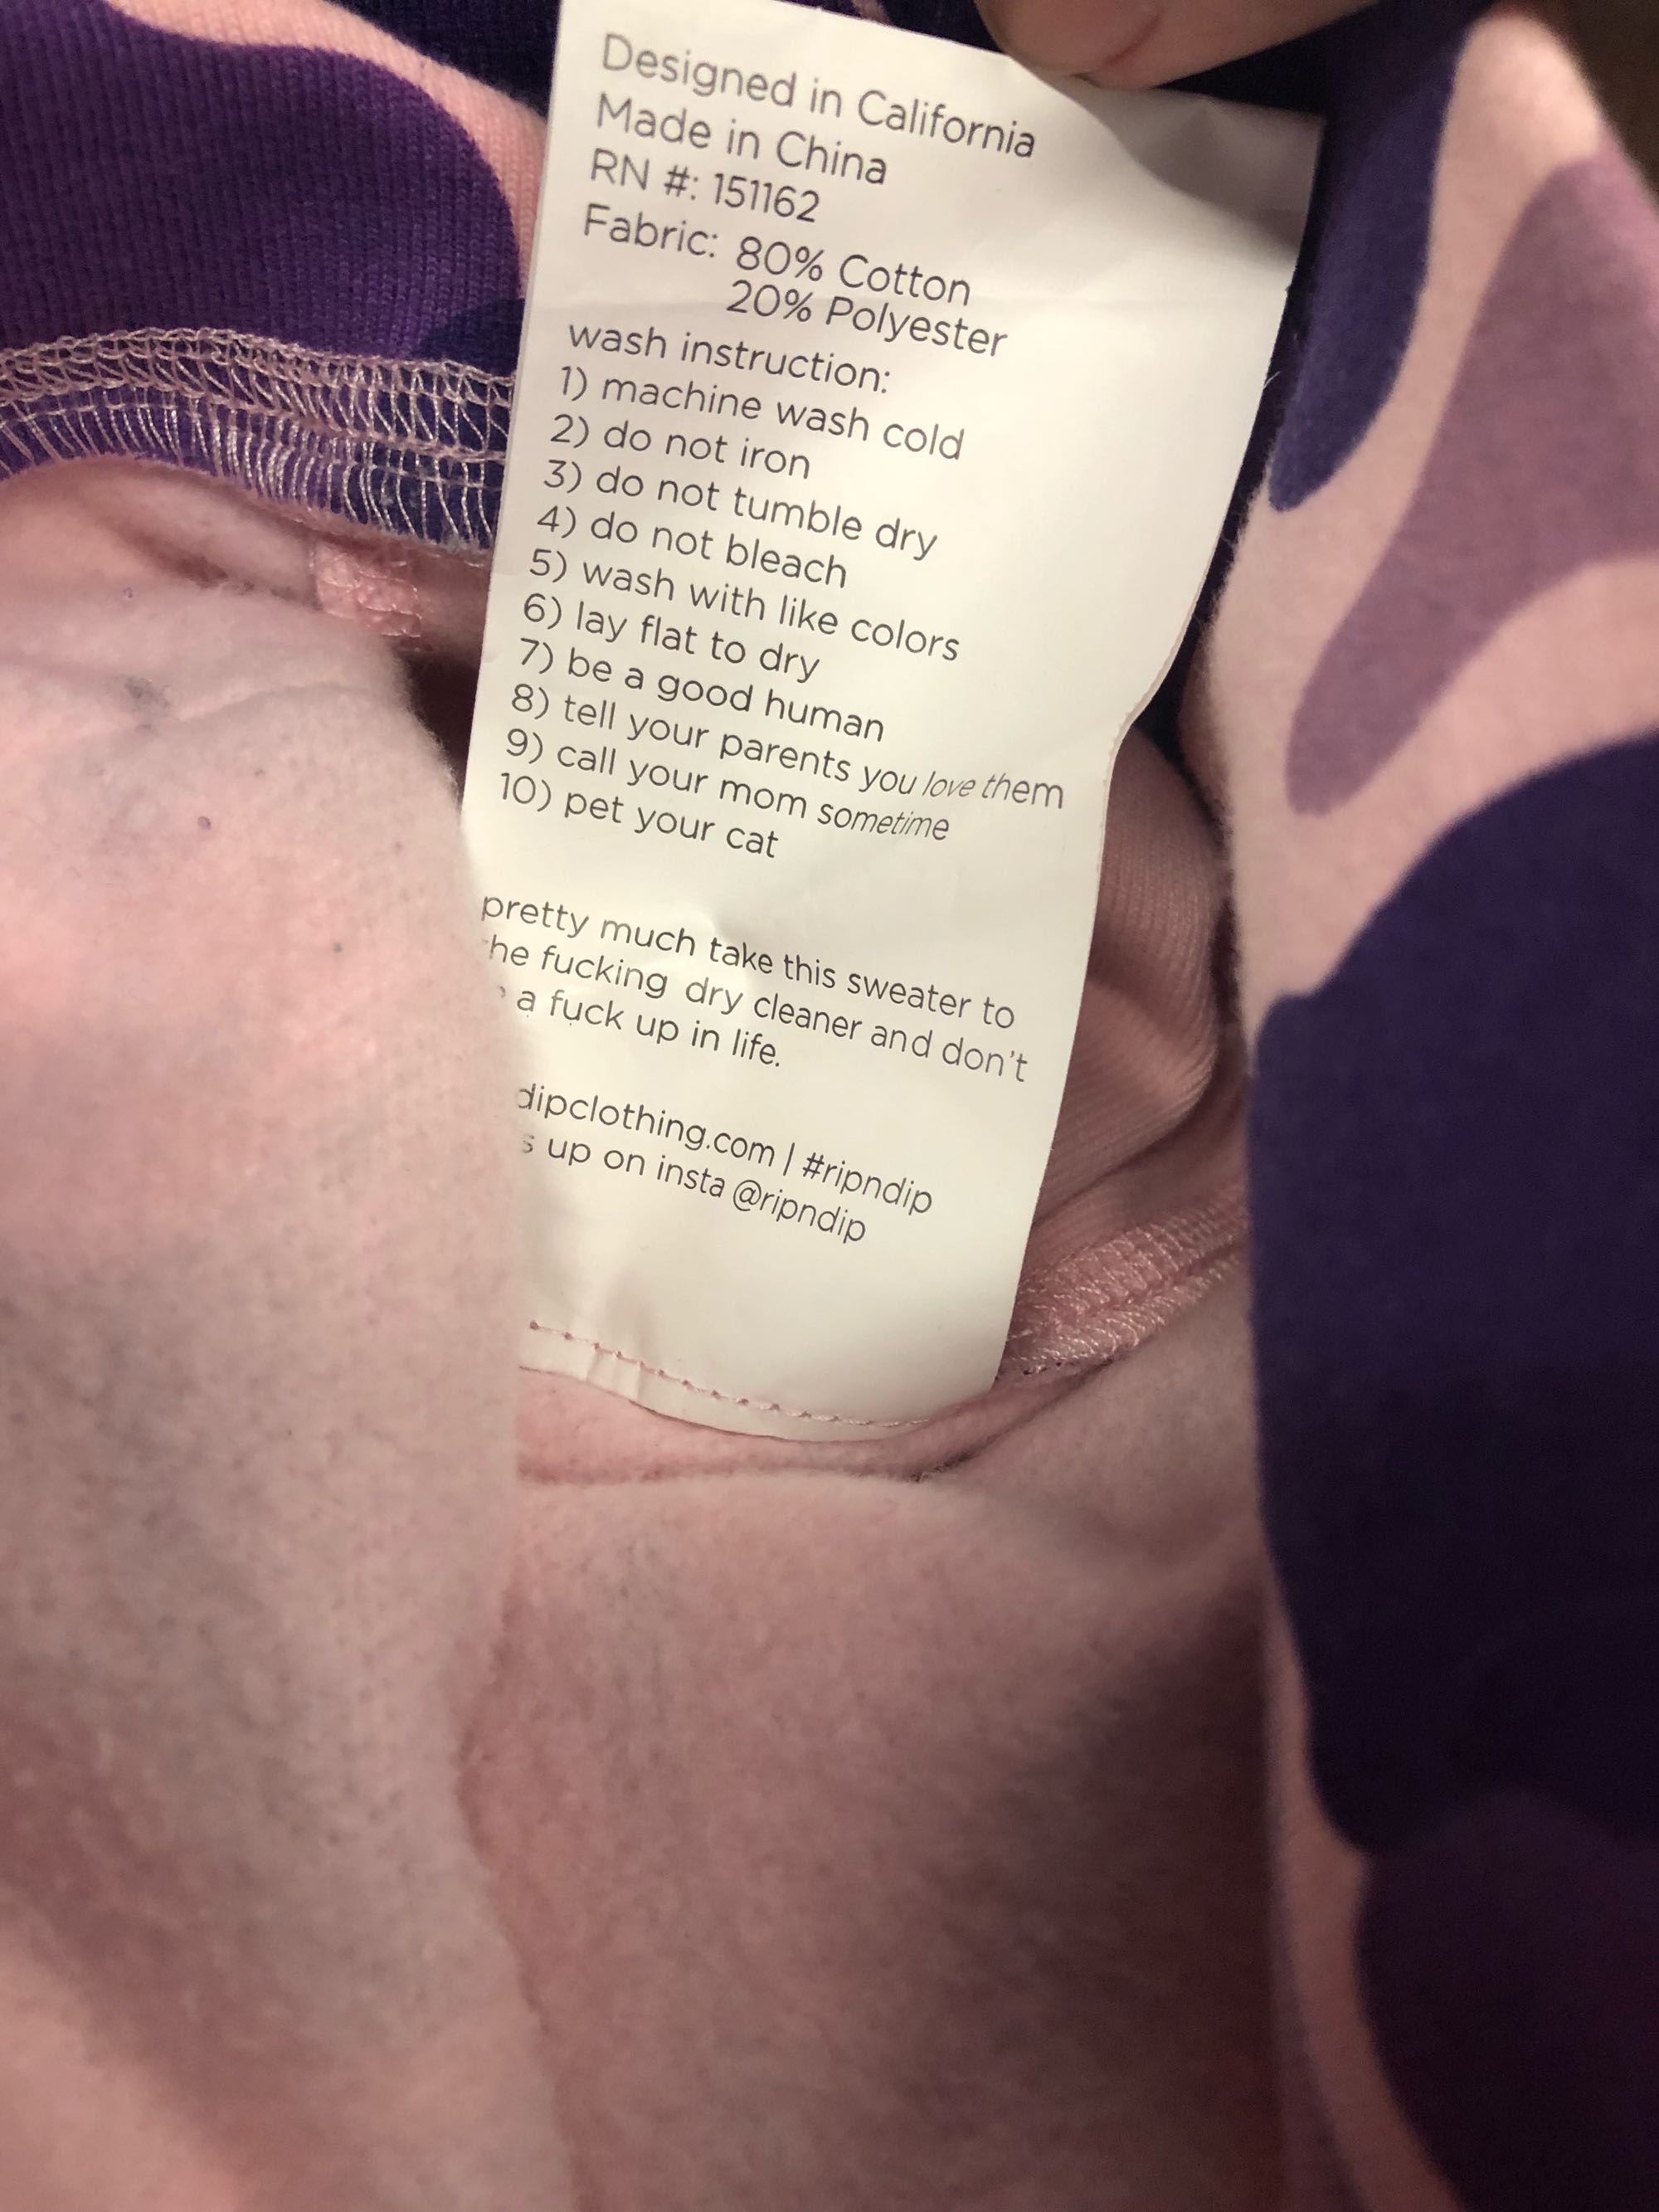 Designed in California
Made in China
RN #: 151162
Fabric: 80% Cotton
20% Polyester
wash instruction:
1) machine wash cold
2) do not iron
3) do not tumble dry
4) do not bleach
5) wash with like colors
6) lay flat to dry
7) be a good human
8) tell your parents you love them
9) call your mom sometime
10) pet your cat
pretty much take this sweater to
he fucking dry cleaner and don't
a fuck up in life.
dipclothing.com | #ripndip
s up on insta @ripndip